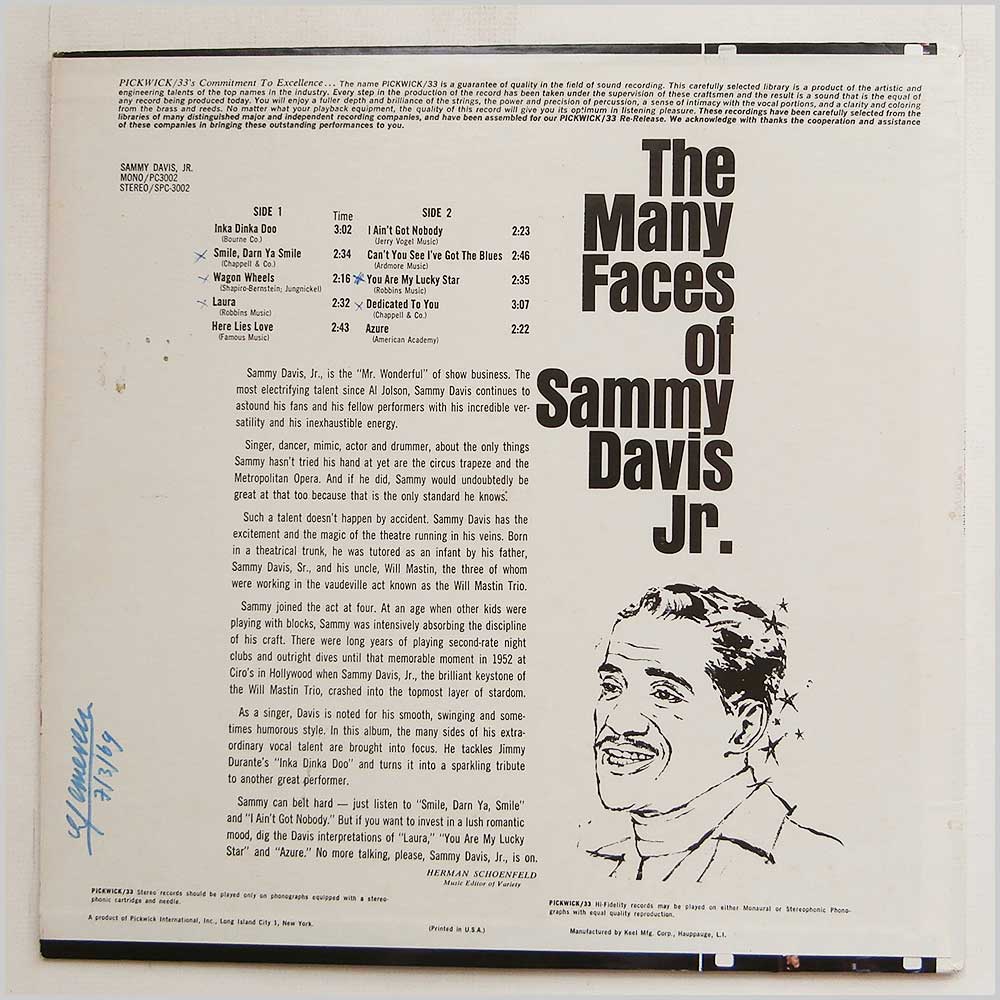 PICKWICK/33's Commitment To Excellence... The name PICKWICK/33 is a guarantee of quality in the field of sound recording. This carefully selected library is a product of the artistic and
engineering talents of the top names in the industry. Every step in the production of the record has been taken under the supervision of these craftsmen and the result is a sound that is the equal of
any record being produced today. You will enjoy a fuller depth and brilliance of the strings, the power and precision of percussion, a sense of intimacy with the vocal portions, and a clarity and coloring
from the brass and reeds. No matter what your playback equipment, the quality of this record will give you its optimum in listening pleasure. These recordings have been carefully selected from the
libraries of many distinguished major and independent recording companies, and have been assembled for our PICKWICK/33 Re-Release. We acknowledge with thanks the cooperation and assistance
of these companies in bringing these outstanding performances to you.
SAMMY DAVIS, JR.
MONO/PC3002
STEREO/SPC-3002
SIDE 1 Time
Inka Dinka Doo 3:02
(Bourne Co.)
Smile, Darn Ya Smile 2:34
(Chappell & Co.)
Wagon Wheels 2:16
(Shapiro-Bernstein; Jungnickel)
Laura 2:32
(Robbins Music)
Here Lies Love 2:43
(Famous Music)
SIDE 2
I Ain't Got Nobody 2:23
(Jerry Vogel Music)
Can't You See I've Got The Blues 2:46
(Ardmore Music)
You Are My Lucky Star 2:35
(Robbins Music)
Dedicated To You 3:07
(Chappell & Co.)
Azure 2:22
(American Academy)
The
Many
Faces
of
Sammy
Davis
Jr.
Sammy Davis, Jr., is the "Mr. Wonderful" of show business. The
most electrifying talent since Al Jolson, Sammy Davis continues to
astound his fans and his fellow performers with his incredible ver-
satility and his inexhaustible energy.
Singer, dancer, mimic, actor and drummer, about the only things
Sammy hasn't tried his hand at yet are the circus trapeze and the
Metropolitan Opera. And if he did, Sammy would undoubtedly be
great at that too because that is the only standard he knows.
Such a talent doesn't happen by accident. Sammy Davis has the
excitement and the magic of the theatre running in his veins. Born
in a theatrical trunk, he was tutored as an infant by his father,
Sammy Davis, Sr., and his uncle, Will Mastin, the three of whom
were working in the vaudeville act known as the Will Mastin Trio.
Sammy joined the act at four. At an age when other kids were
playing with blocks, Sammy was intensively absorbing the discipline
of his craft. There were long years of playing second-rate night
clubs and outright dives until that memorable moment in 1952 at
Ciro's in Hollywood when Sammy Davis, Jr., the brilliant keystone of
the Will Mastin Trio, crashed into the topmost layer of stardom.
As a singer, Davis is noted for his smooth, swinging and some-
times humorous style. In this album, the many sides of his extra-
ordinary vocal talent are brought into focus. He tackles Jimmy
Durante's "Inka Dinka Doo" and turns it into a sparkling tribute
to another great performer.
Sammy can belt hard — just listen to "Smile, Darn Ya, Smile"
and "I Ain't Got Nobody." But if you want to invest in a lush romantic
mood, dig the Davis interpretations of "Laura," "You Are My Lucky
Star" and "Azure." No more talking, please, Sammy Davis, Jr., is on.
HERMAN SCHOENFELD
Music Editor of Variety
7/3/69
PICKWICK/33 Stereo records should be played only on phonographs equipped with a stereo-
phonic cartridge and needle.
PICKWICK/33 Hi-Fidelity records may be played on either Monaural or Stereophonic Phono-
graphs with equal quality reproduction.
A product of Pickwick International, Inc., Long Island City 1, New York.
(Printed in U.S.A.)
Manufactured by Keel Mfg. Corp., Hauppauge, L.I.